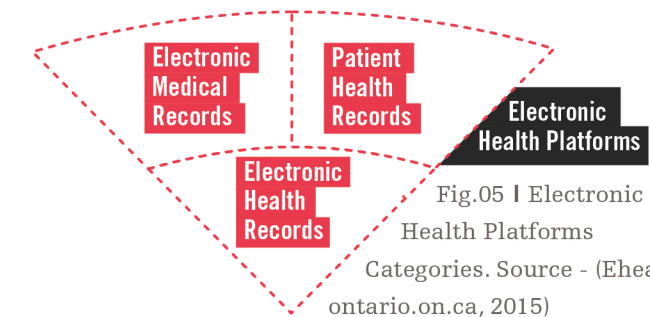 Electronic
Medical
Records
Patient
Health
Records
Electronic
Health Platforms
Electronic
Health
Records
Fig.05 | Electronic
Health Platforms
Categories. Source - (Ehea
ontario.on.ca, 2015)